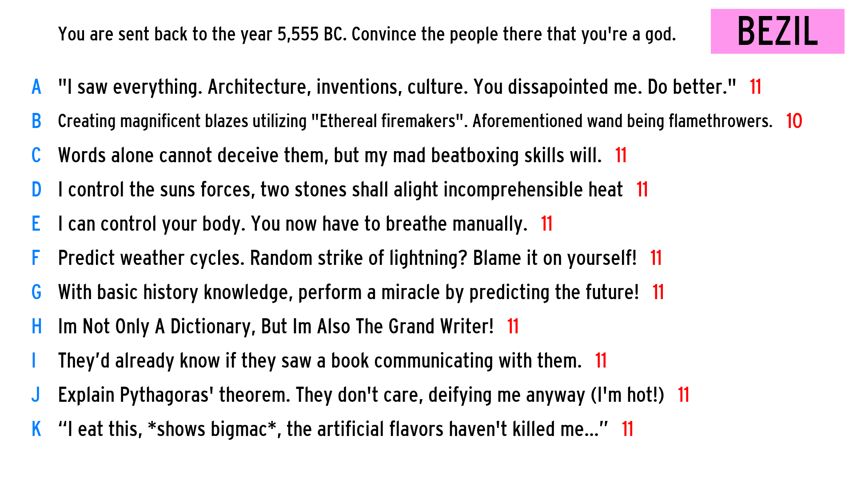 You are sent back to the year 5,555 BC. Convince the people there that you're a god.
BEZIL
A "I saw everything. Architecture, inventions, culture. You dissapointed me. Do better." 11
B Creating magnificent blazes utilizing "Ethereal firemakers". Aforementioned wand being flamethrowers. 10
C Words alone cannot deceive them, but my mad beatboxing skills will. 11
D I control the suns forces, two stones shall alight incomprehensible heat 11
E I can control your body. You now have to breathe manually. 11
F Predict weather cycles. Random strike of lightning? Blame it on yourself! 11
G With basic history knowledge, perform a miracle by predicting the future! 11
H Im Not Only A Dictionary, But Im Also The Grand Writer! 11
I They’d already know if they saw a book communicating with them. 11
J Explain Pythagoras' theorem. They don't care, deifying me anyway (I'm hot!) 11
K “I eat this, *shows bigmac*, the artificial flavors haven't killed me...” 11